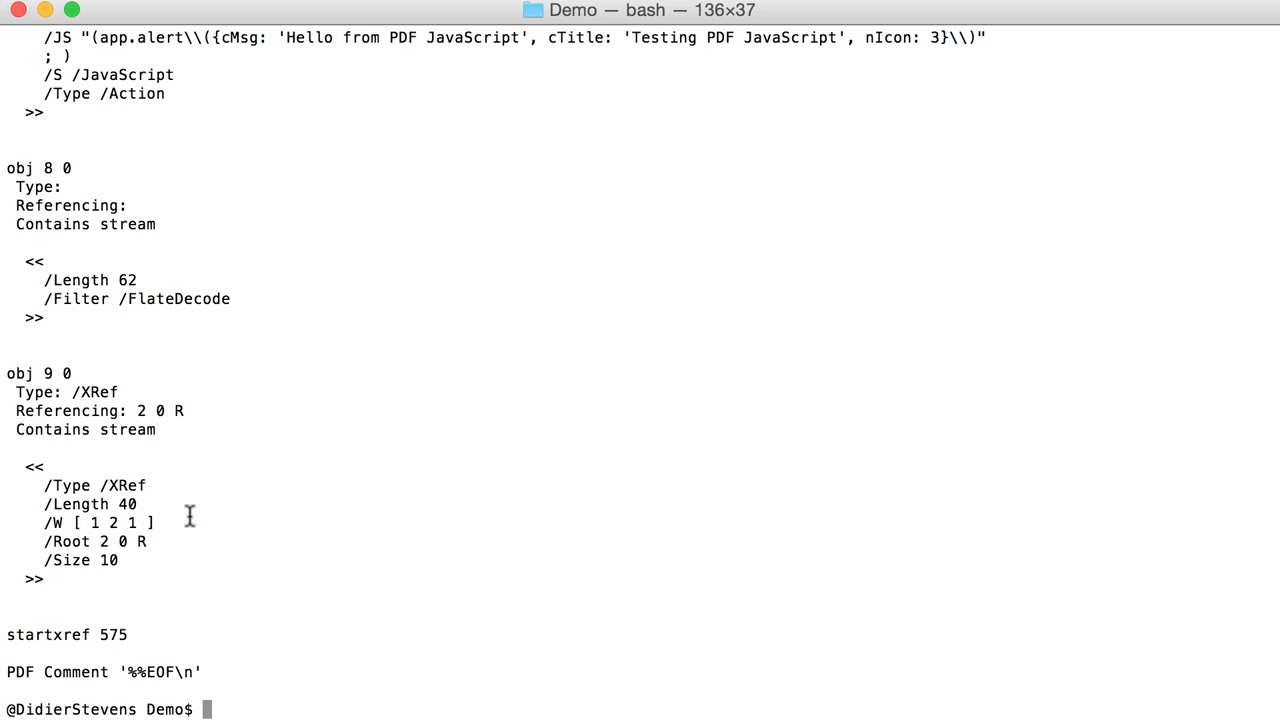 Demo — bash — 136×37
/JS "(app.alert\\({cMsg: 'Hello from PDF JavaScript', cTitle: 'Testing PDF JavaScript', nIcon: 3}\\)"
; )
/S /JavaScript
/Type /Action
>>
obj 8 0
Type:
Referencing:
Contains stream
<<
/Length 62
/Filter /FlateDecode
>>
obj 9 0
Type: /XRef
Referencing: 2 0 R
Contains stream
<<
/Type /XRef
/Length 40
/W [ 1 2 1 ]
/Root 2 0 R
/Size 10
>>
startxref 575
PDF Comment '%%EOF\n'
@DidierStevens Demo$